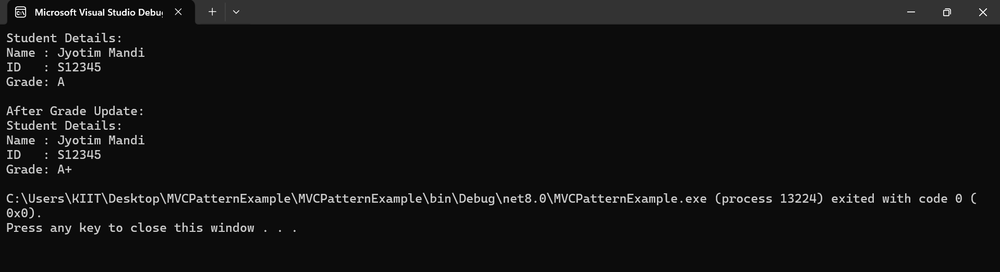 Microsoft Visual Studio Debu
Student Details:
Name : Jyotim Mandi
ID   : S12345
Grade: A
After Grade Update:
Student Details:
Name : Jyotim Mandi
ID   : S12345
Grade: A+
C:\Users\KIIT\Desktop\MVCPatternExample\MVCPatternExample\bin\Debug\net8.0\MVCPatternExample.exe (process 13224) exited with code 0 (
0x0).
Press any key to close this window . . .